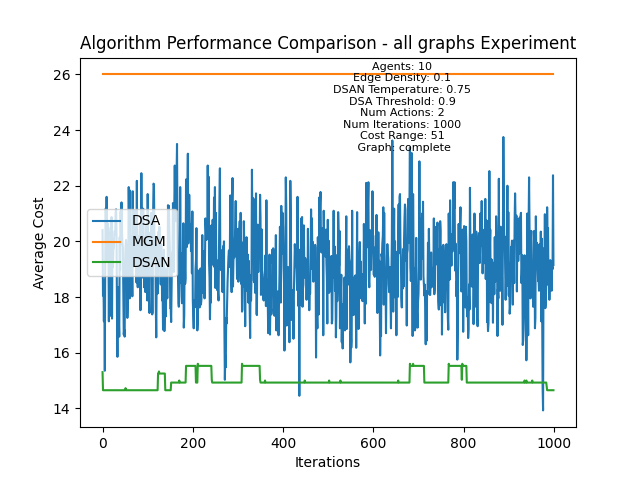 Algorithm Performance Comparison - all graphs Experiment
Agents: 10
Edge Density: 0.1
DSAN Temperature: 0.75
DSA Threshold: 0.9
Num Actions: 2
Num Iterations: 1000
Cost Range: 51
Graph: complete
26
24
22
20
18
16
14
Average Cost
DSA
MGM
DSAN
0
200
400
600
800
1000
Iterations